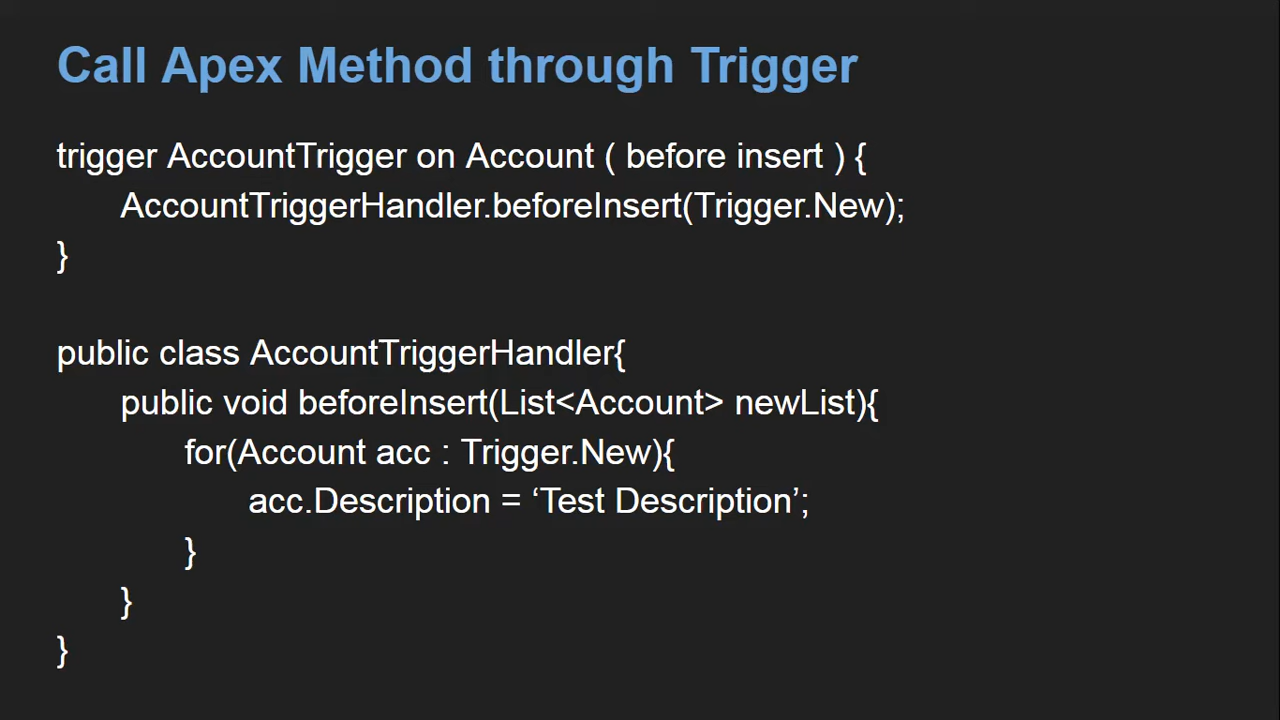 Call Apex Method through Trigger
trigger AccountTrigger on Account ( before insert ) {
AccountTriggerHandler.beforeInsert(Trigger.New);
}
public class AccountTriggerHandler{
public void beforeInsert(List<Account> newList){
for(Account acc : Trigger.New){
acc.Description = ‘Test Description’;
}
}
}